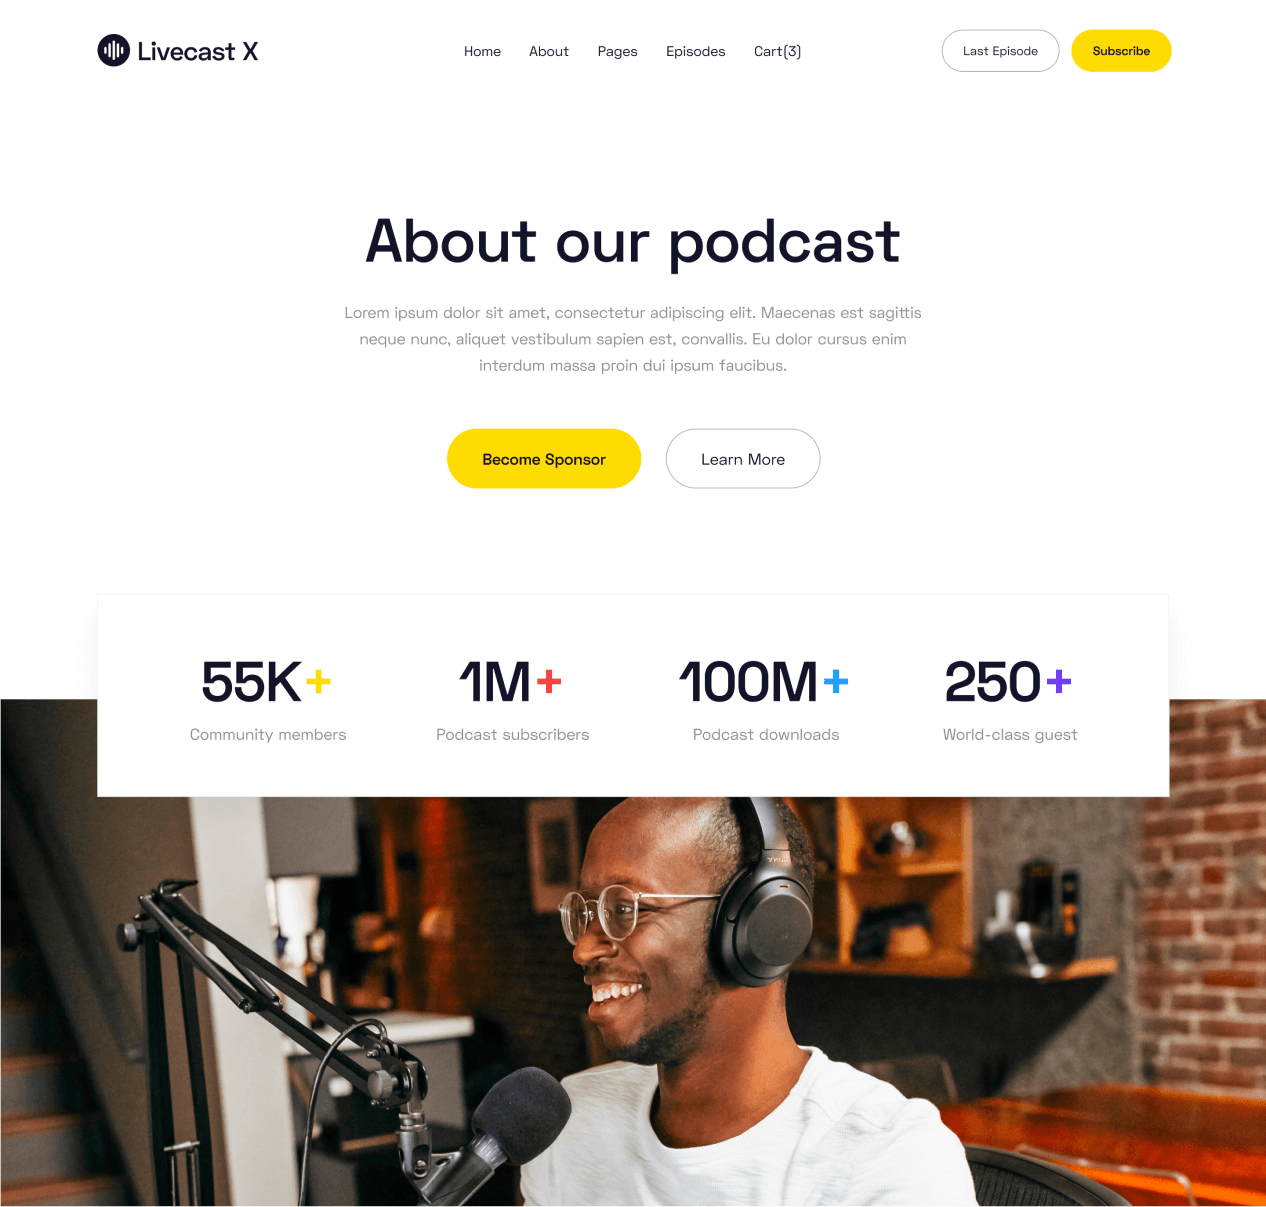 Livecast X
Home About Pages Episodes Cart(3)
Last Episode Subscribe
About our podcast
Lorem ipsum dolor sit amet, consectetur adipiscing elit. Maecenas est sagittis
neque nunc, aliquet vestibulum sapien est, convallis. Eu dolor cursus enim
interdum massa proin dui ipsum faucibus.
Become Sponsor Learn More
55K+ 1M+ 100M+ 250+
Community members Podcast subscribers Podcast downloads World-class guest